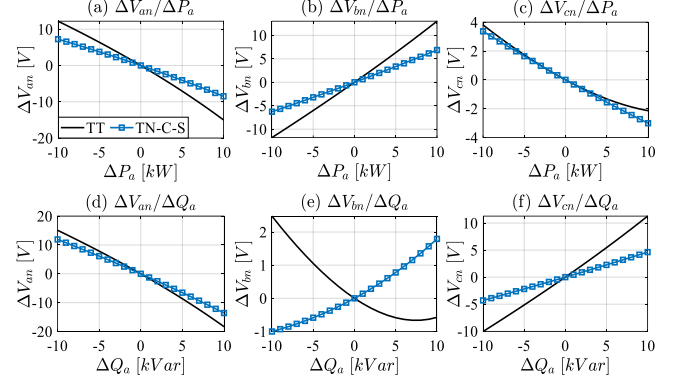 (a) ΔV_an/ΔP_a
(b) ΔV_bn/ΔP_a
(c) ΔV_cn/ΔP_a
ΔV_an [V]
10
0
-10
-20
TT
TN-C-S
-10 -5 0 5 10
ΔP_a [kW]
ΔV_bn [V]
10
5
0
-5
-10
-10 -5 0 5 10
ΔP_a [kW]
ΔV_cn [V]
4
2
0
-2
-4
-10 -5 0 5 10
ΔP_a [kW]
(d) ΔV_an/ΔQ_a
(e) ΔV_bn/ΔQ_a
(f) ΔV_cn/ΔQ_a
ΔV_an [V]
20
10
0
-10
-20
-10 -5 0 5 10
ΔQ_a [kVar]
ΔV_bn [V]
2
1
0
-1
-10 -5 0 5 10
ΔQ_a [kVar]
ΔV_cn [V]
10
5
0
-5
-10
-10 -5 0 5 10
ΔQ_a [kVar]